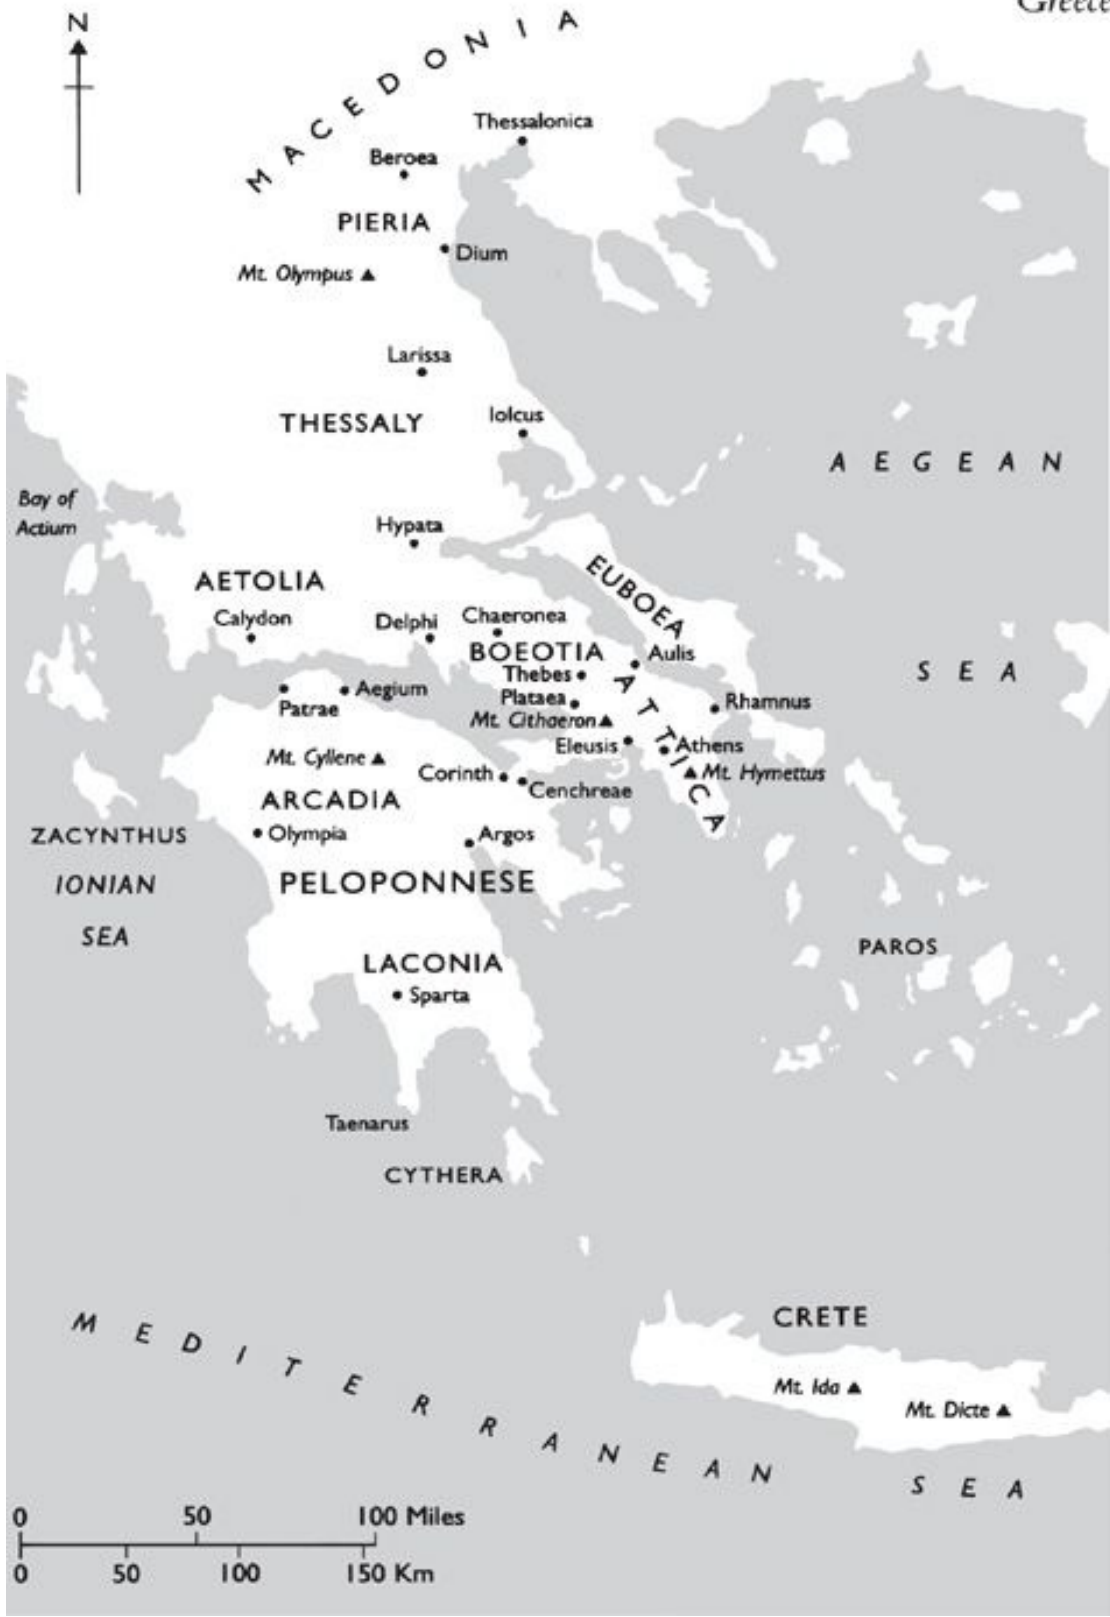 Greece
N
MACEDONIA
Thessalonica
Beroea
PIERIA
Dium
Mt. Olympus
Larissa
THESSALY
Iolcus
AEGEAN
Bay of
Actium
Hypata
EUBOEA
AETOLIA
Calydon
Delphi
Chaeronea
BOEOTIA
Aulis
SEA
Thebes
ATTICA
Plataea
Rhamnus
Aegium
Patrae
Mt. Cithaeron
Eleusis
Athens
Mt. Cyllene
Corinth
Mt. Hymettus
Cenchreae
ARCADIA
ZACYNTHUS
Olympia
Argos
IONIAN
SEA
PELOPONNESE
PAROS
LACONIA
Sparta
Taenarus
CYTHERA
CRETE
MEDITERRANEAN SEA
Mt. Ida
Mt. Dicte
0 50 100 Miles
0 50 100 150 Km